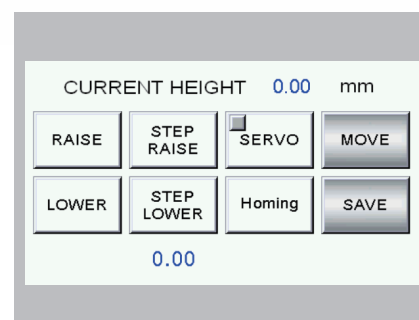 CURRENT HEIGHT 0.00 mm
RAISE
STEP
RAISE
SERVO
MOVE
LOWER
STEP
LOWER
Homing
SAVE
0.00